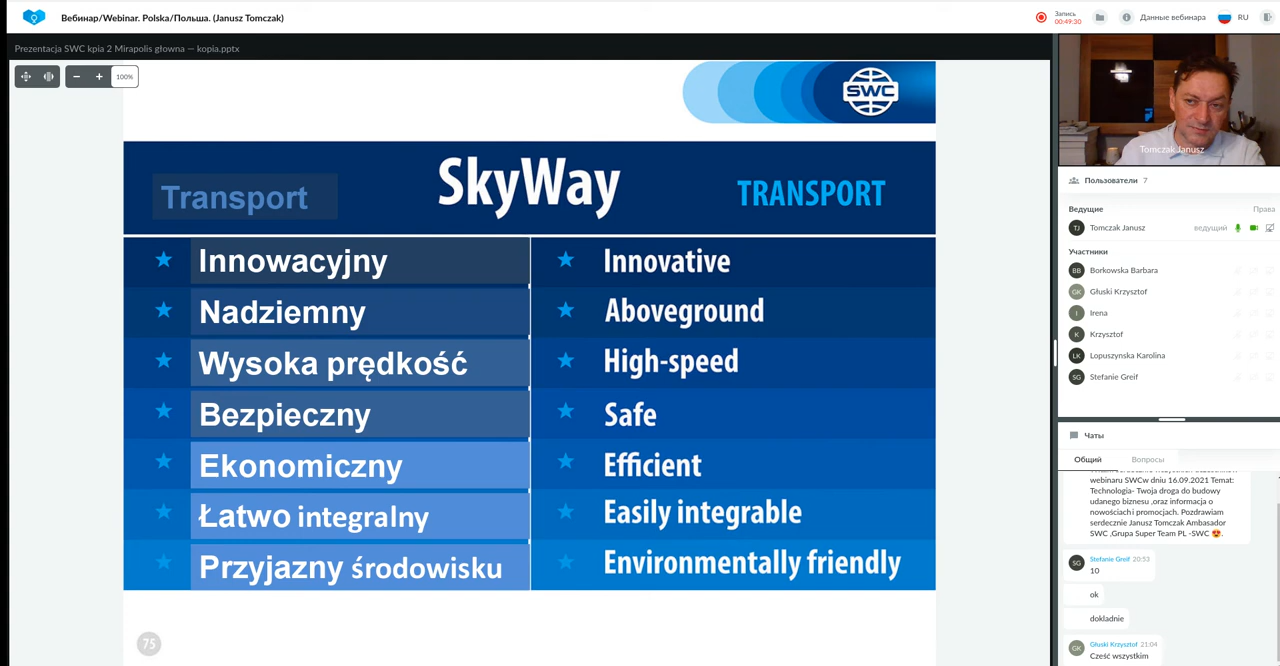 Вебинар/Webinar. Polska/Польша. (Janusz Tomczak)
Запись
00:49:30
Данные вебинара
RU
Prezentacja SWC kpia 2 Mirapolis głowna — kopia.pptx
100%
SWC
Transport
SkyWay
TRANSPORT
Innowacyjny
Innovative
Nadziemny
Aboveground
Wysoka prędkość
High-speed
Bezpieczny
Safe
Ekonomiczny
Efficient
Łatwo integralny
Easily integrable
Przyjazny środowisku
Environmentally friendly
75
Tomczak Janusz
Пользователи 7
Ведущие
Права
TJ
Tomczak Janusz
ведущий
Участники
BB
Borkowska Barbara
GK
Głuski Krzysztof
I
Irena
K
Krzysztof
LK
Lopuszynska Karolina
SG
Stefanie Greif
Чаты
Общий
Вопросы
webinaru SWCw dniu 16.09.2021 Temat:
Technologia- Twoja droga do budowy
udanego biznesu ,oraz informacja o
nowościach i promocjach. Pozdrawiam
serdecznie Janusz Tomczak Ambasador
SWC ,Grupa Super Team PL -SWC 😍.
SG
Stefanie Greif 20:53
10
ok
dokladnie
GK
Głuski Krzysztof 21:04
Cześć wszystkim